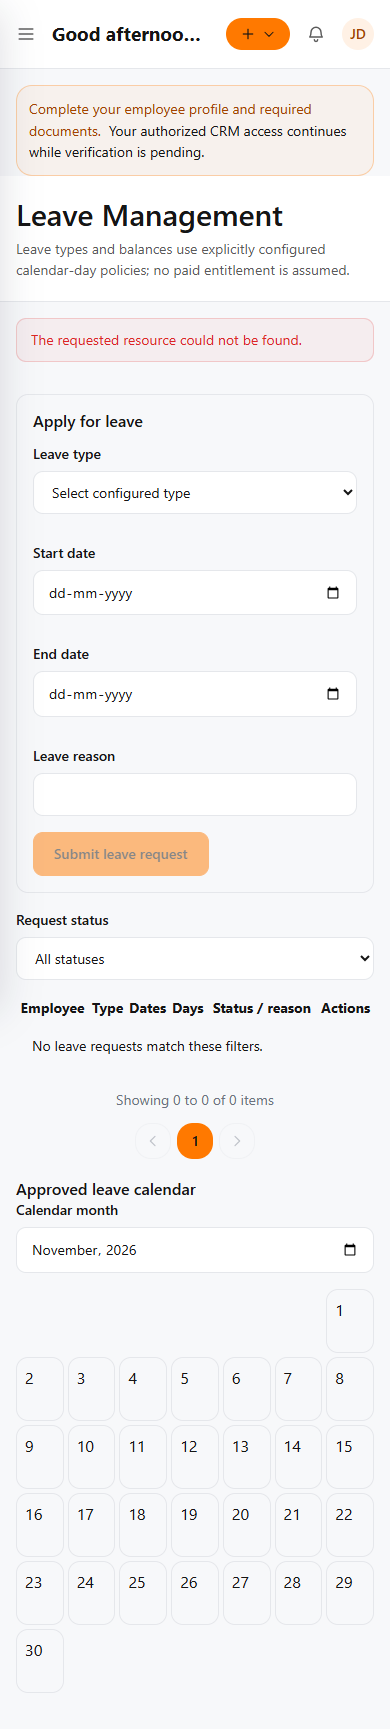 Good afternoo...
JD
Complete your employee profile and required
documents. Your authorized CRM access continues
while verification is pending.
Leave Management
Leave types and balances use explicitly configured
calendar-day policies; no paid entitlement is assumed.
The requested resource could not be found.
Apply for leave
Leave type
Select configured type
Start date
dd-mm-yyyy
End date
dd-mm-yyyy
Leave reason
Submit leave request
Request status
All statuses
Employee Type Dates Days Status / reason Actions
No leave requests match these filters.
Showing 0 to 0 of 0 items
1
Approved leave calendar
Calendar month
November, 2026
1
2 3 4 5 6 7 8
9 10 11 12 13 14 15
16 17 18 19 20 21 22
23 24 25 26 27 28 29
30